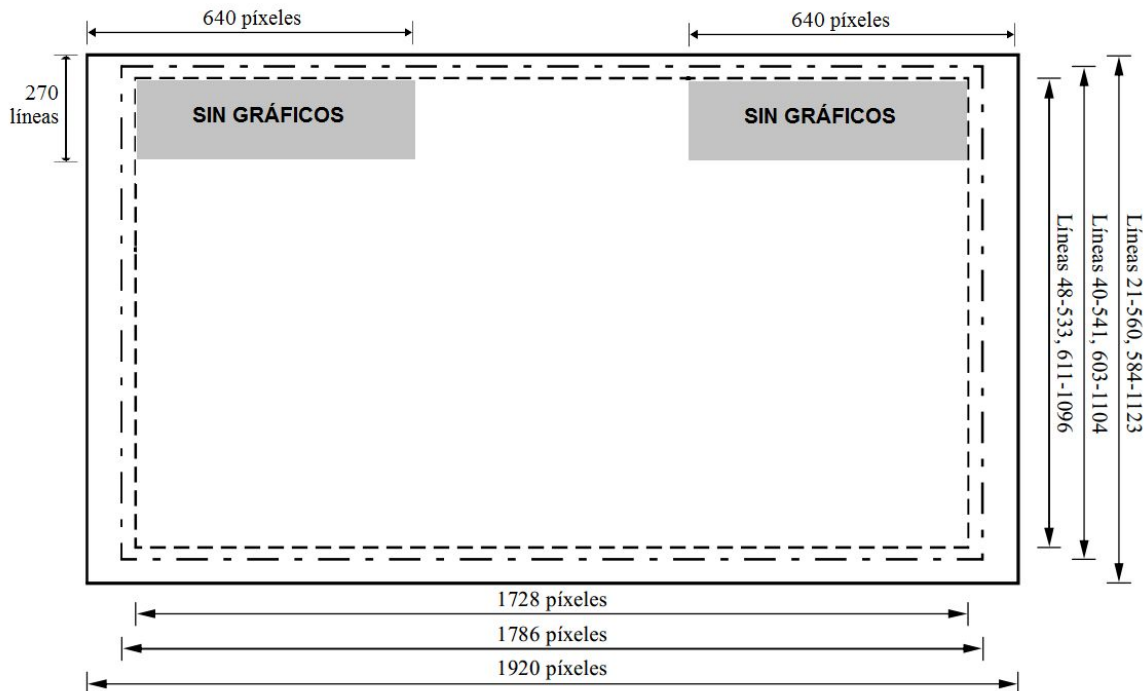 640 píxeles
640 píxeles
270
líneas
SIN GRÁFICOS
SIN GRÁFICOS
Líneas 48-533, 611-1096
Líneas 40-541, 603-1104
Líneas 21-560, 584-1123
1728 píxeles
1786 píxeles
1920 píxeles